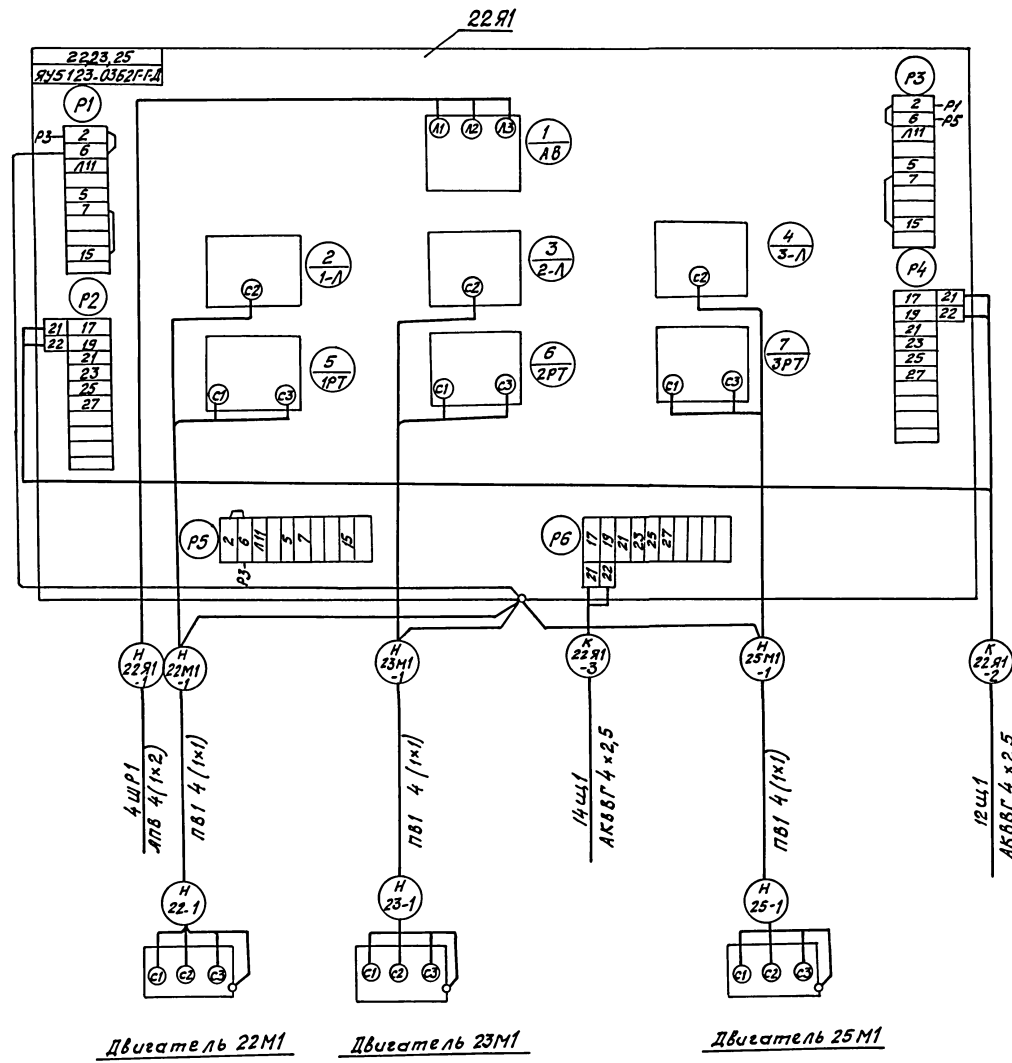 22Я1
22,23,25
ЯУ5123-03Б2Г-Г-Д
Р1
Р3
2
6
Л11
5
7
15
Р2
21 17
22 19
21
23
25
27
Л1 Л2 Л3
1
АВ
Р3
2 Р1
6 Р5
Л11
5
7
15
Р4
17 21
19 22
21
23
25
27
С2
2
1-Л
С2
3
2-Л
С2
4
3-Л
С1 С3
5
1РТ
С1 С3
6
2РТ
С1 С3
7
3РТ
Р5
2 6 Л11 5 7 15
Р3
Р6
17 19 21 23 25 27
21 22
Н
22Я1
-1
Н
22М1
-1
Н
23М1
-1
К
22Я1
-3
Н
25М1
-1
К
22Я1
-2
4ШР1
АПВ 4(1×2)
ПВ1 4(1×1)
ПВ1 4(1×1)
14Щ1
АКВВГ 4×2,5
ПВ1 4(1×1)
12Щ1
АКВВГ 4×2,5
Н
22-1
Н
23-1
Н
25-1
С1 С2 С3
С1 С2 С3
С1 С2 С3
Двигатель 22М1
Двигатель 23М1
Двигатель 25М1